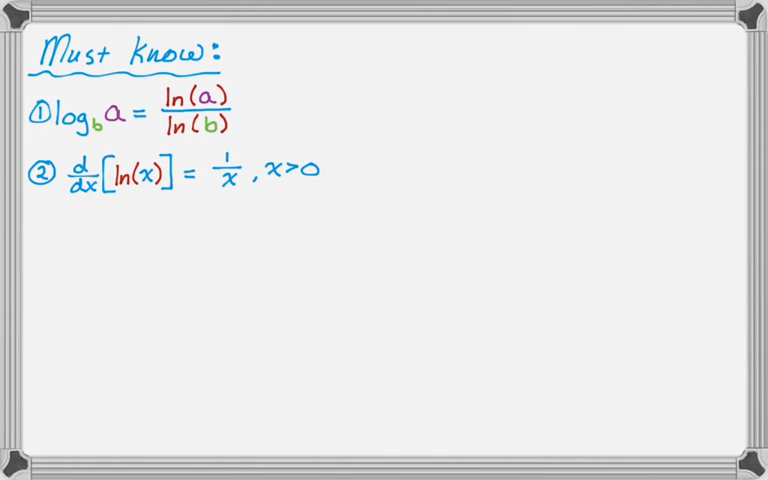 Must Know:
① log_b a = ln(a)/ln(b)
② d/dx [ln(x)] = 1/x , x>0